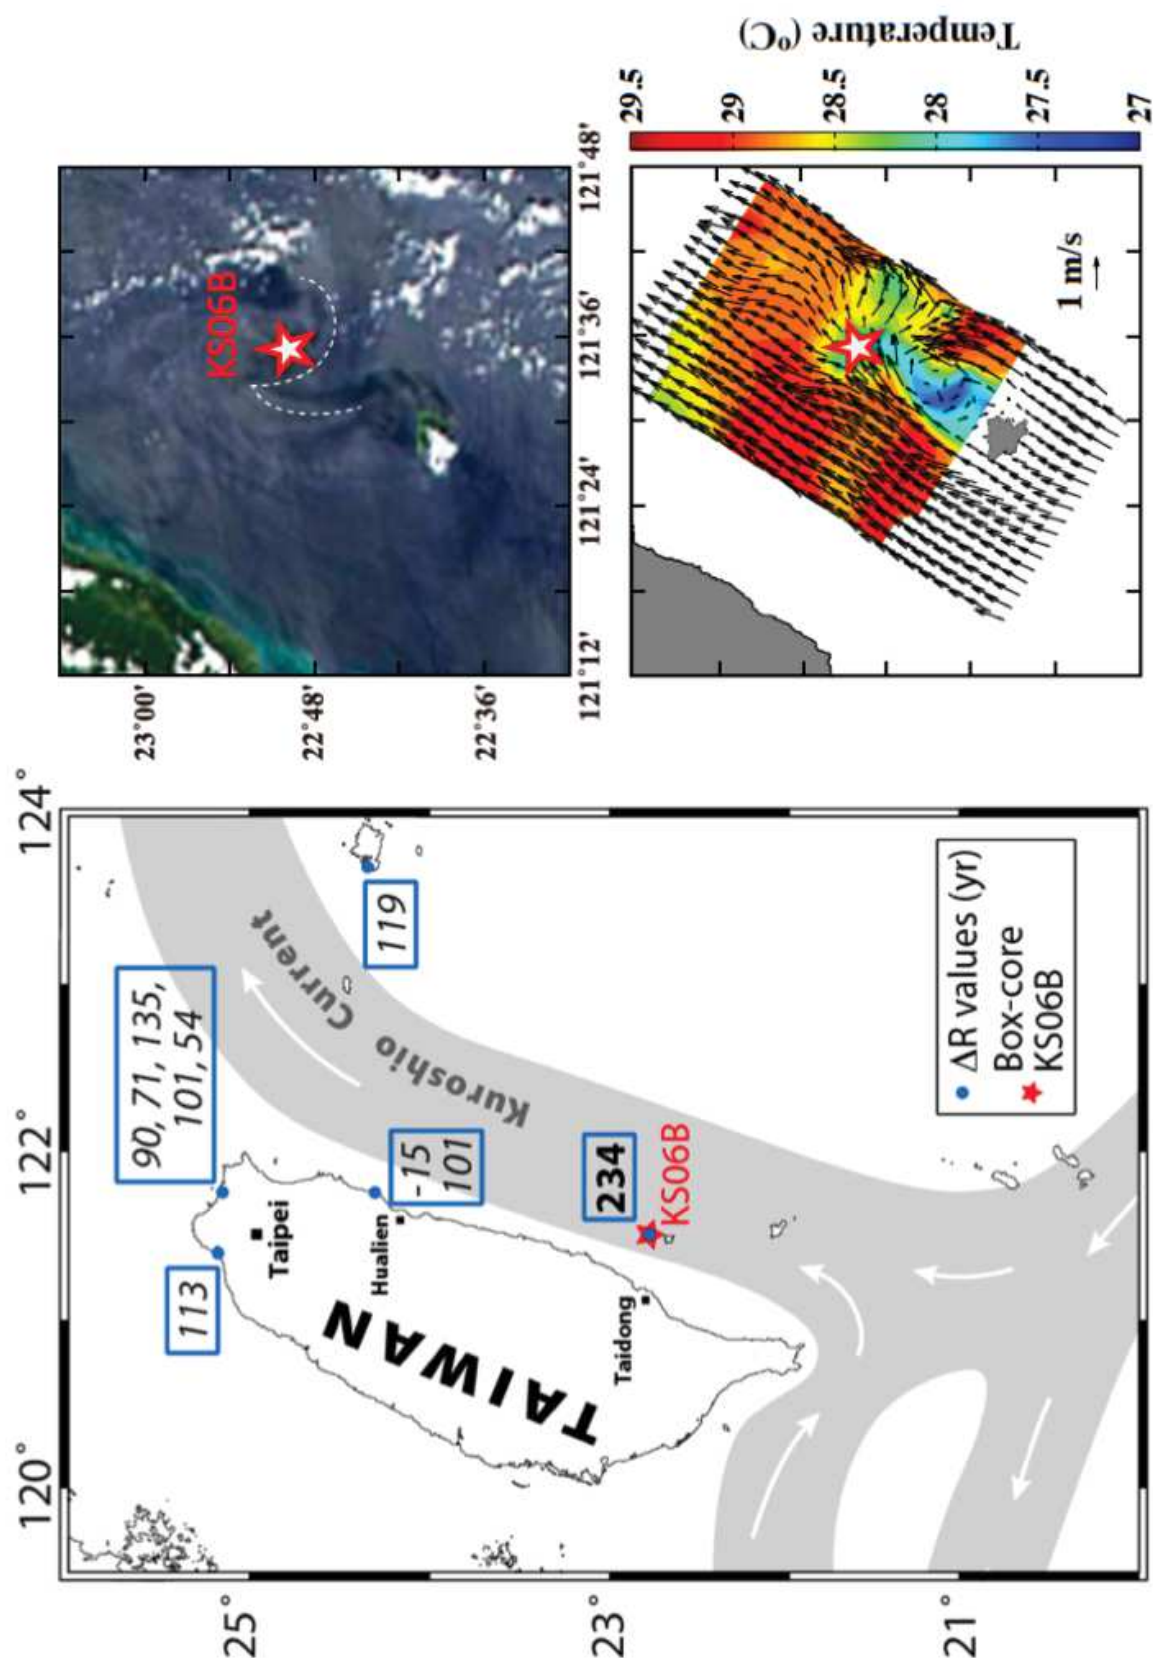 120°
122°
124°
25°
23°
21°
113
90, 71, 135,
101, 54
119
-15
101
234
KS06B
Taipei
Hualien
Taidong
TAIWAN
Kuroshio Current
ΔR values (yr)
Box-core
KS06B
KS06B
23°00'
22°48'
22°36'
121°12'
121°24'
121°36'
121°48'
1 m/s
29.5
29
28.5
28
27.5
27
Temperature (°C)